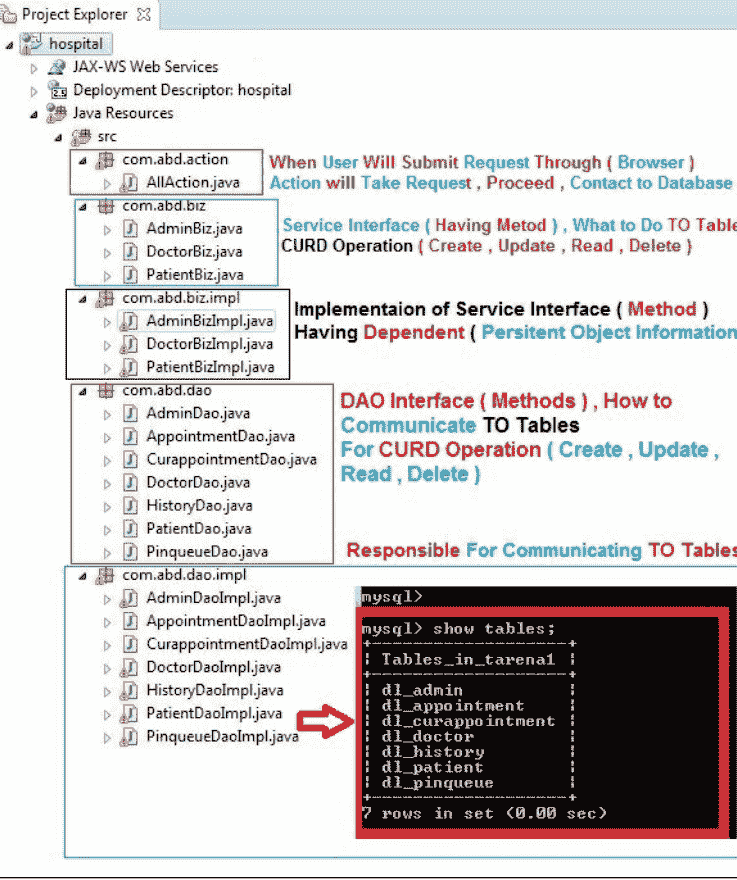 Project Explorer
hospital
JAX-WS Web Services
Deployment Descriptor: hospital
Java Resources
src
com.abd.action
AllAction.java
When User Will Submit Request Through ( Browser )
Action will Take Request , Proceed , Contact to Database
com.abd.biz
AdminBiz.java
DoctorBiz.java
PatientBiz.java
Service Interface ( Having Metod ) , What to Do TO Table
CURD Operation ( Create , Update , Read , Delete )
com.abd.biz.impl
AdminBizImpl.java
DoctorBizImpl.java
PatientBizImpl.java
Implementaion of Service Interface ( Method )
Having Dependent ( Persitent Object Information
com.abd.dao
AdminDao.java
AppointmentDao.java
CurappointmentDao.java
DoctorDao.java
HistoryDao.java
PatientDao.java
PinqueueDao.java
DAO Interface ( Methods ) , How to
Communicate TO Tables
For CURD Operation ( Create , Update ,
Read , Delete )
Responsible For Communicating TO Tables
com.abd.dao.impl
AdminDaoImpl.java
AppointmentDaoImpl.java
CurappointmentDaoImpl.java
DoctorDaoImpl.java
HistoryDaoImpl.java
PatientDaoImpl.java
PinqueueDaoImpl.java
mysql>
mysql> show tables;
Tables_in_tarena1
dl_admin
dl_appointment
dl_curappointment
dl_doctor
dl_history
dl_patient
dl_pinqueue
7 rows in set (0.00 sec)